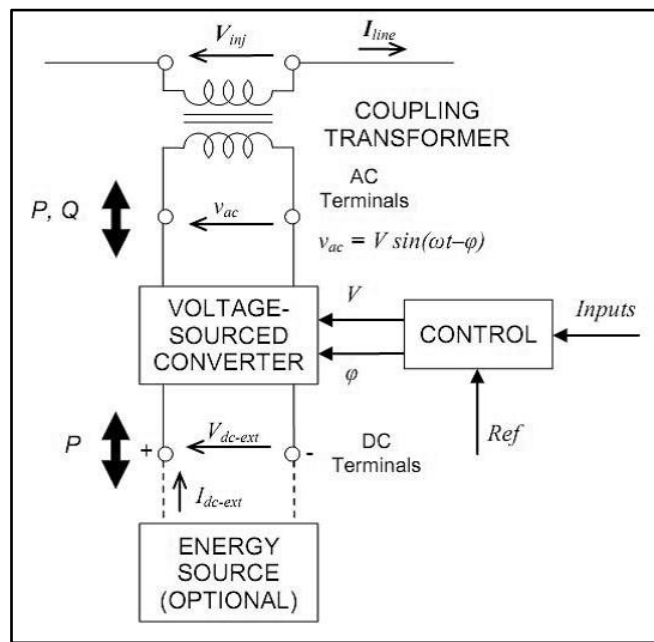 V_inj I_line
COUPLING
TRANSFORMER
AC
Terminals
P, Q
v_ac
v_ac = V sin(ωt–φ)
VOLTAGE-
SOURCED
CONVERTER
V
φ
CONTROL
Inputs
Ref
P
+ V_dc-ext -
DC
Terminals
I_dc-ext
ENERGY
SOURCE
(OPTIONAL)